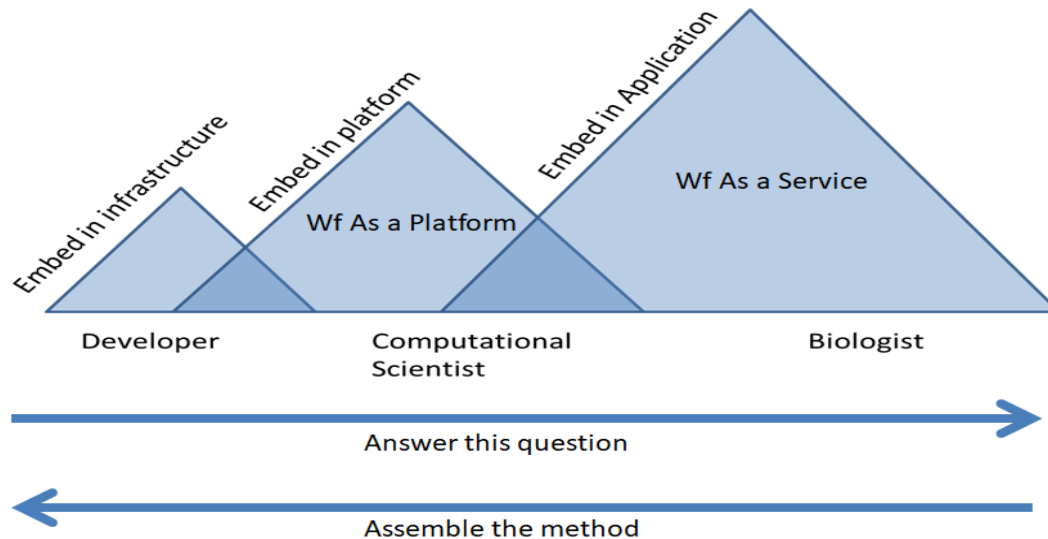 Embed in infrastructure
Embed in platform
Embed in Application
Wf As a Platform
Wf As a Service
Developer
Computational
Scientist
Biologist
Answer this question
Assemble the method